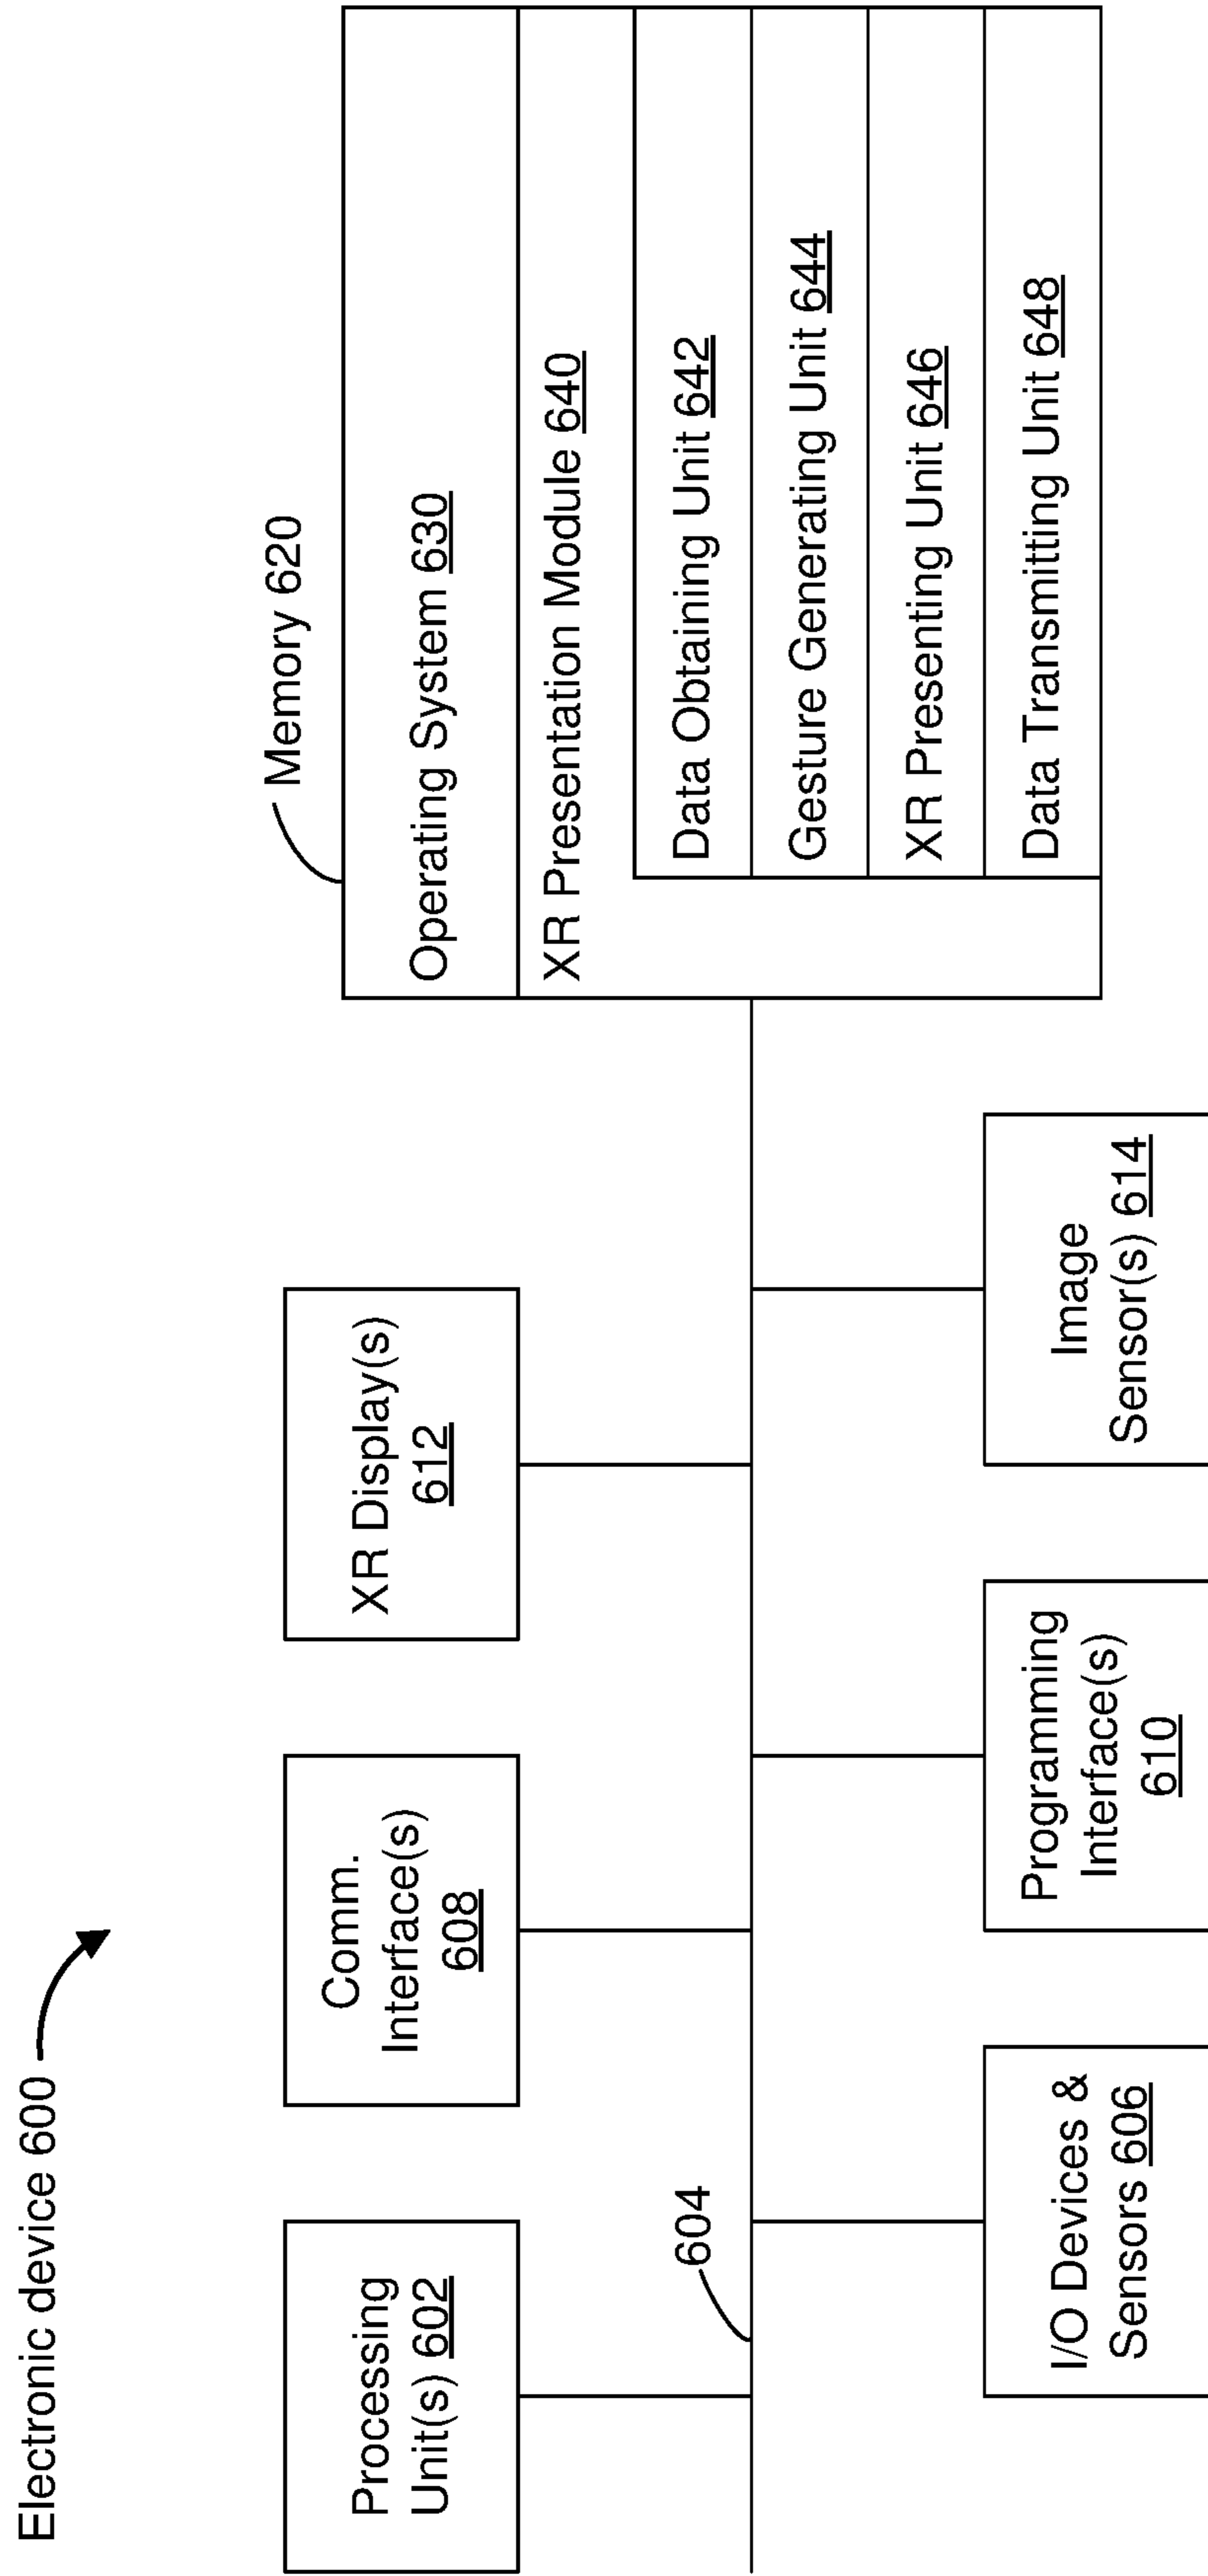 Electronic device 600
Processing
Unit(s) 602
Comm.
Interface(s)
608
XR Display(s)
612
Memory 620
Operating System 630
XR Presentation Module 640
Data Obtaining Unit 642
Gesture Generating Unit 644
XR Presenting Unit 646
Data Transmitting Unit 648
604
I/O Devices &
Sensors 606
Programming
Interface(s)
610
Image
Sensor(s) 614